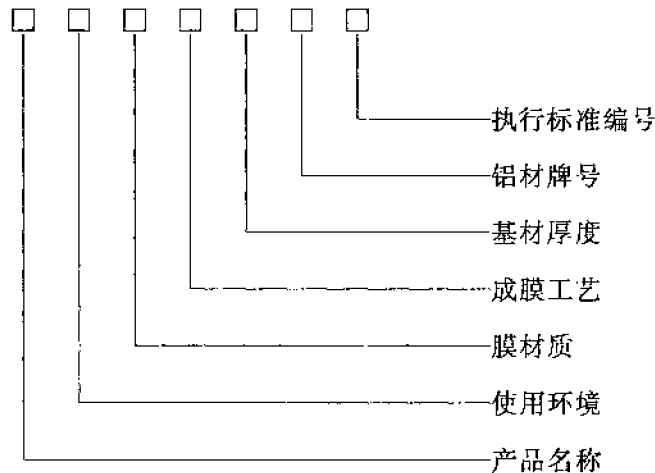 执行标准编号
铝材牌号
基材厚度
成膜工艺
膜材质
使用环境
产品名称